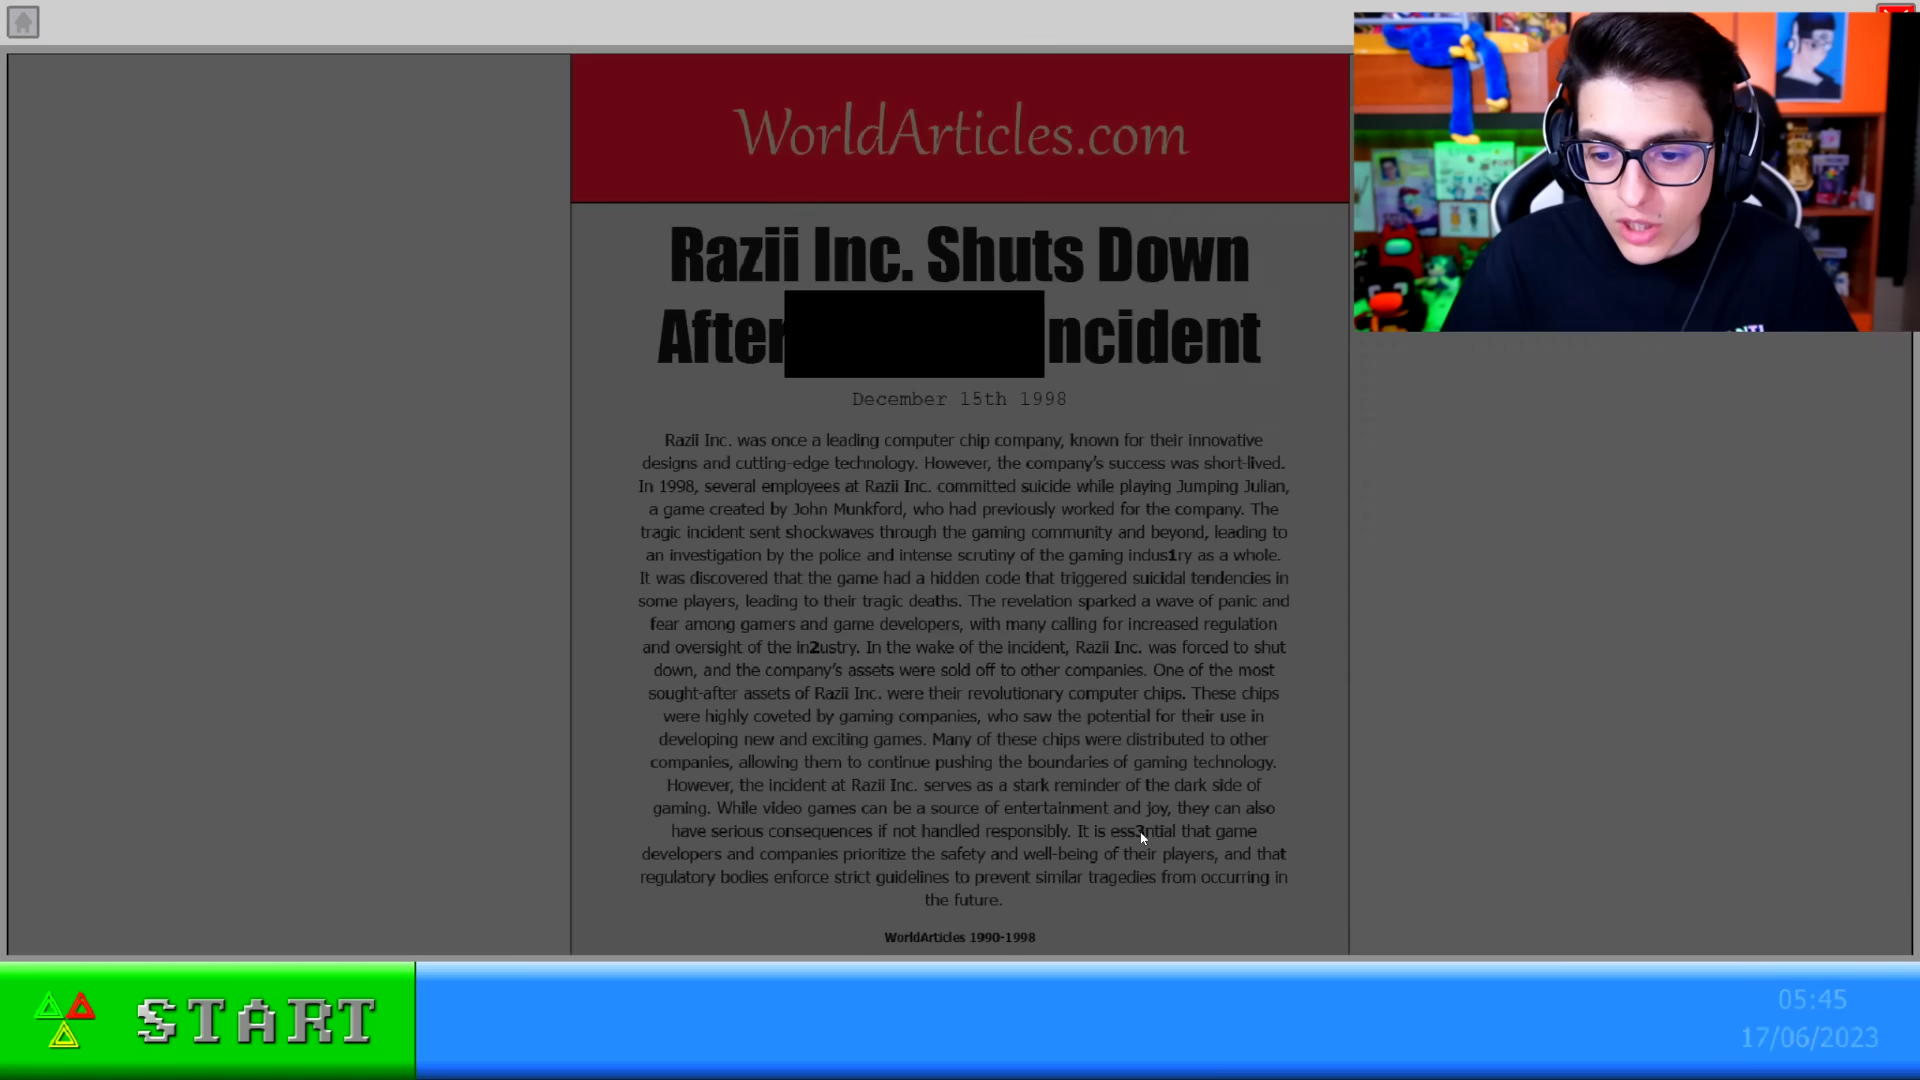 WorldArticles.com
Razii Inc. Shuts Down
After ncident
December 15th 1998
Razii Inc. was once a leading computer chip company, known for their innovative
designs and cutting-edge technology. However, the company's success was short-lived.
In 1998, several employees at Razii Inc. committed suicide while playing Jumping Julian,
a game created by John Munkford, who had previously worked for the company. The
tragic incident sent shockwaves through the gaming community and beyond, leading to
an investigation by the police and intense scrutiny of the gaming indus1ry as a whole.
It was discovered that the game had a hidden code that triggered suicidal tendencies in
some players, leading to their tragic deaths. The revelation sparked a wave of panic and
fear among gamers and game developers, with many calling for increased regulation
and oversight of the in2ustry. In the wake of the incident, Razii Inc. was forced to shut
down, and the company's assets were sold off to other companies. One of the most
sought-after assets of Razii Inc. were their revolutionary computer chips. These chips
were highly coveted by gaming companies, who saw the potential for their use in
developing new and exciting games. Many of these chips were distributed to other
companies, allowing them to continue pushing the boundaries of gaming technology.
However, the incident at Razii Inc. serves as a stark reminder of the dark side of
gaming. While video games can be a source of entertainment and joy, they can also
have serious consequences if not handled responsibly. It is ess3ntial that game
developers and companies prioritize the safety and well-being of their players, and that
regulatory bodies enforce strict guidelines to prevent similar tragedies from occurring in
the future.
WorldArticles 1990-1998
START
05:45
17/06/2023